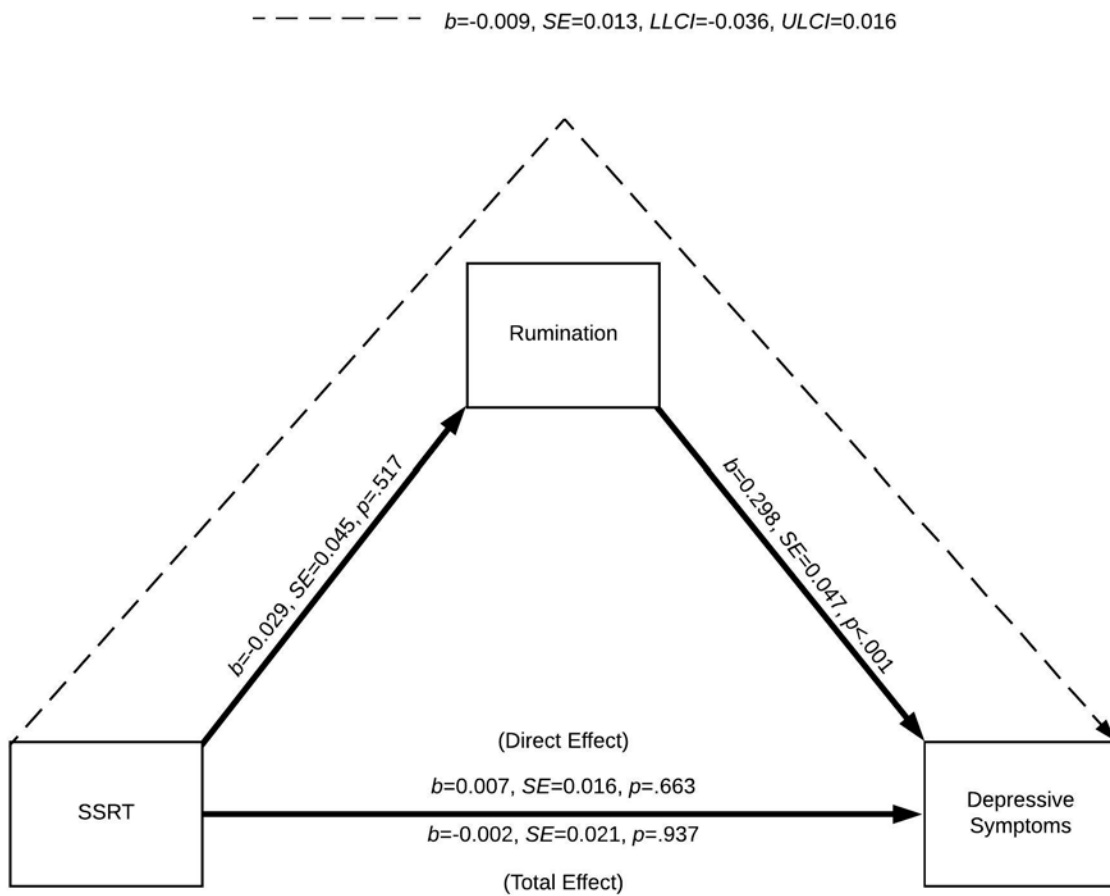 b=-0.009, SE=0.013, LLCI=-0.036, ULCI=0.016
Rumination
b=-0.029, SE=0.045, p=.517
b=0.298, SE=0.047, p<.001
(Direct Effect)
b=0.007, SE=0.016, p=.663
SSRT
b=-0.002, SE=0.021, p=.937
(Total Effect)
Depressive
Symptoms